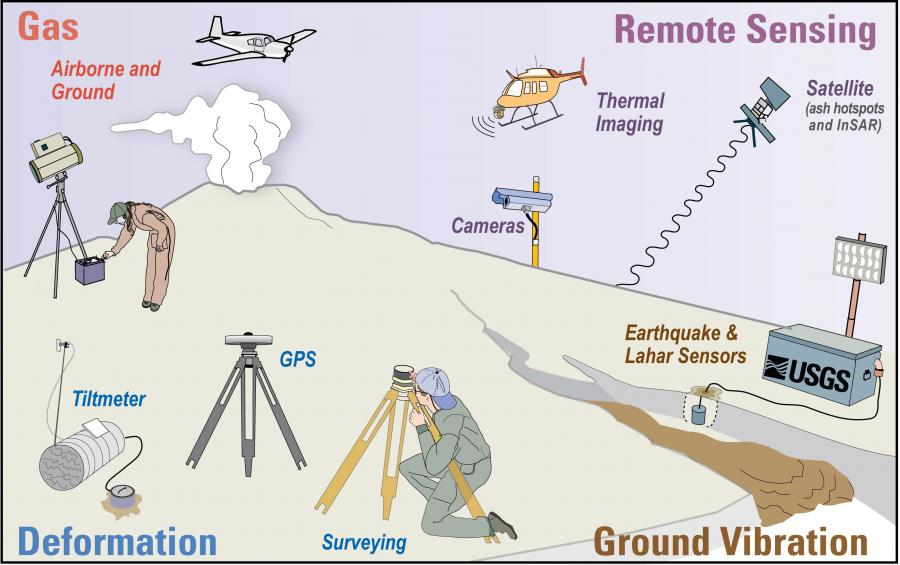 Gas
Remote Sensing
Airborne and
Ground
Thermal
Imaging
Satellite
(ash hotspots
and InSAR)
Cameras
Earthquake &
Lahar Sensors
USGS
GPS
Tiltmeter
Surveying
Deformation
Ground Vibration